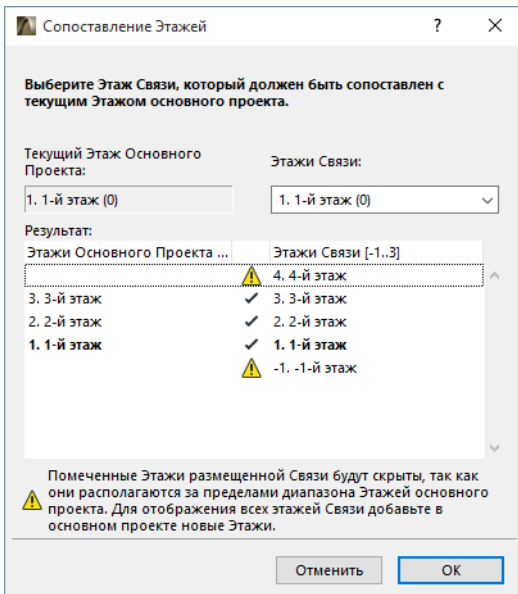 Сопоставление Этажей
?
Выберите Этаж Связи, который должен быть сопоставлен с
текущим Этажом основного проекта.
Текущий Этаж Основного
Проекта:
Этажи Связи:
1. 1-й этаж (0)
1. 1-й этаж (0)
Результат:
Этажи Основного Проекта ... Этажи Связи [-1..3]
4. 4-й этаж
3. 3-й этаж 3. 3-й этаж
2. 2-й этаж 2. 2-й этаж
1. 1-й этаж 1. 1-й этаж
-1. -1-й этаж
Помеченные Этажи размещенной Связи будут скрыты, так как
они располагаются за пределами диапазона Этажей основного
проекта. Для отображения всех этажей Связи добавьте в
основном проекте новые Этажи.
Отменить OK